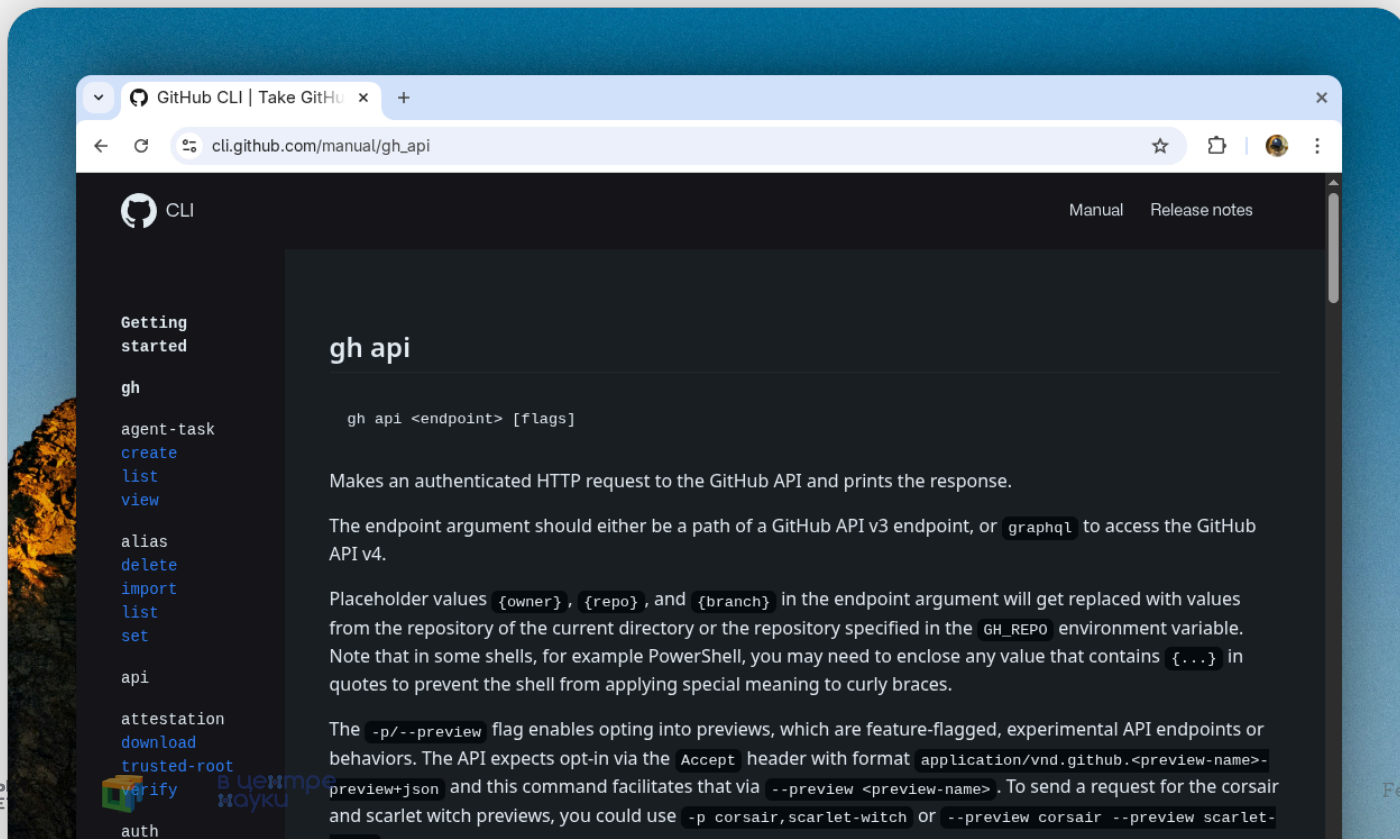 GitHub CLI | Take GitHu
cli.github.com/manual/gh_api
CLI
Manual
Release notes
Getting
started
gh
agent-task
create
list
view
alias
delete
import
list
set
api
attestation
download
trusted-root
verify
auth
gh api
gh api <endpoint> [flags]
Makes an authenticated HTTP request to the GitHub API and prints the response.
The endpoint argument should either be a path of a GitHub API v3 endpoint, or graphql to access the GitHub
API v4.
Placeholder values {owner}, {repo}, and {branch} in the endpoint argument will get replaced with values
from the repository of the current directory or the repository specified in the GH_REPO environment variable.
Note that in some shells, for example PowerShell, you may need to enclose any value that contains {...} in
quotes to prevent the shell from applying special meaning to curly braces.
The -p/--preview flag enables opting into previews, which are feature-flagged, experimental API endpoints or
behaviors. The API expects opt-in via the Accept header with format application/vnd.github.<preview-name>-
preview+json and this command facilitates that via --preview <preview-name>. To send a request for the corsair
and scarlet witch previews, you could use -p corsair,scarlet-witch or --preview corsair --preview scarlet-
в центре
науки